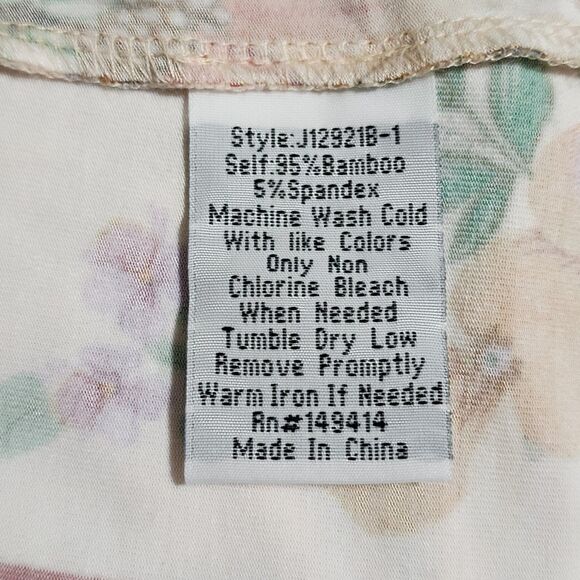 Style:J12921B-1
Self:95%Bamboo
5%Spandex
Machine Wash Cold
With like Colors
Only Non
Chlorine Bleach
When Needed
Tumble Dry Low
Remove Promptly
Warm Iron If Needed
Rn#149414
Made In China